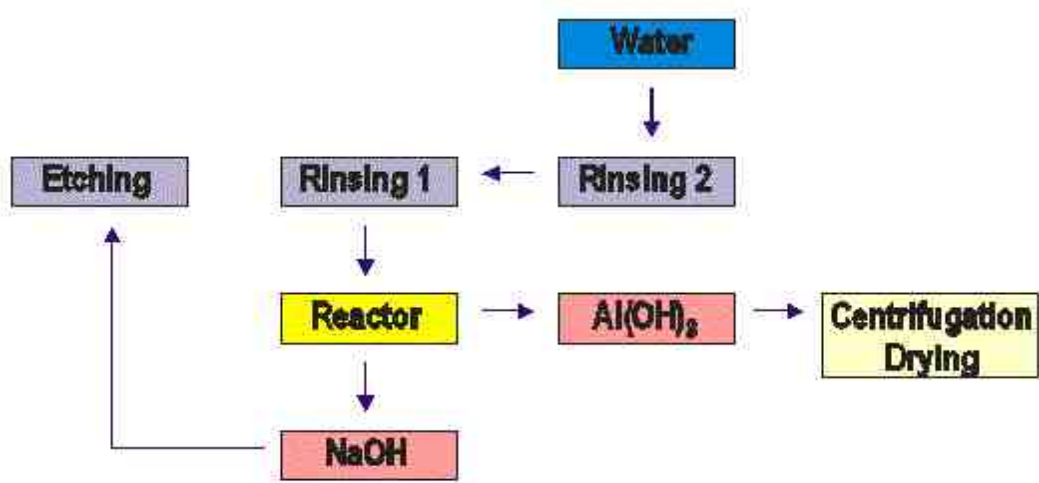 Water
Etching
Rinsing 1
Rinsing 2
Reactor
Al(OH)₃
Centrifugation
Drying
NaOH